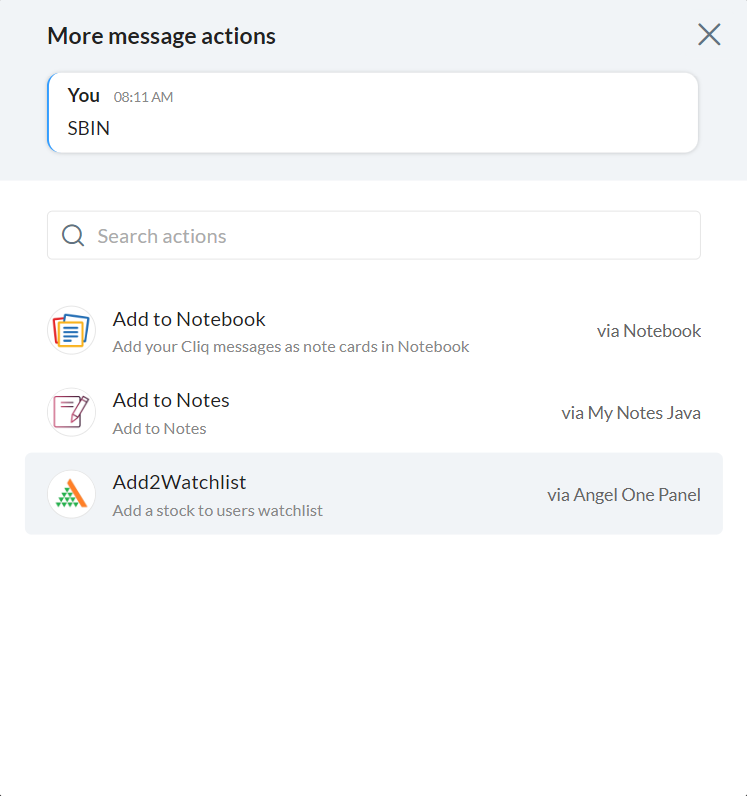 More message actions
You 08:11 AM
SBIN
Search actions
Add to Notebook
Add your Cliq messages as note cards in Notebook
via Notebook
Add to Notes
Add to Notes
via My Notes Java
Add2Watchlist
Add a stock to users watchlist
via Angel One Panel